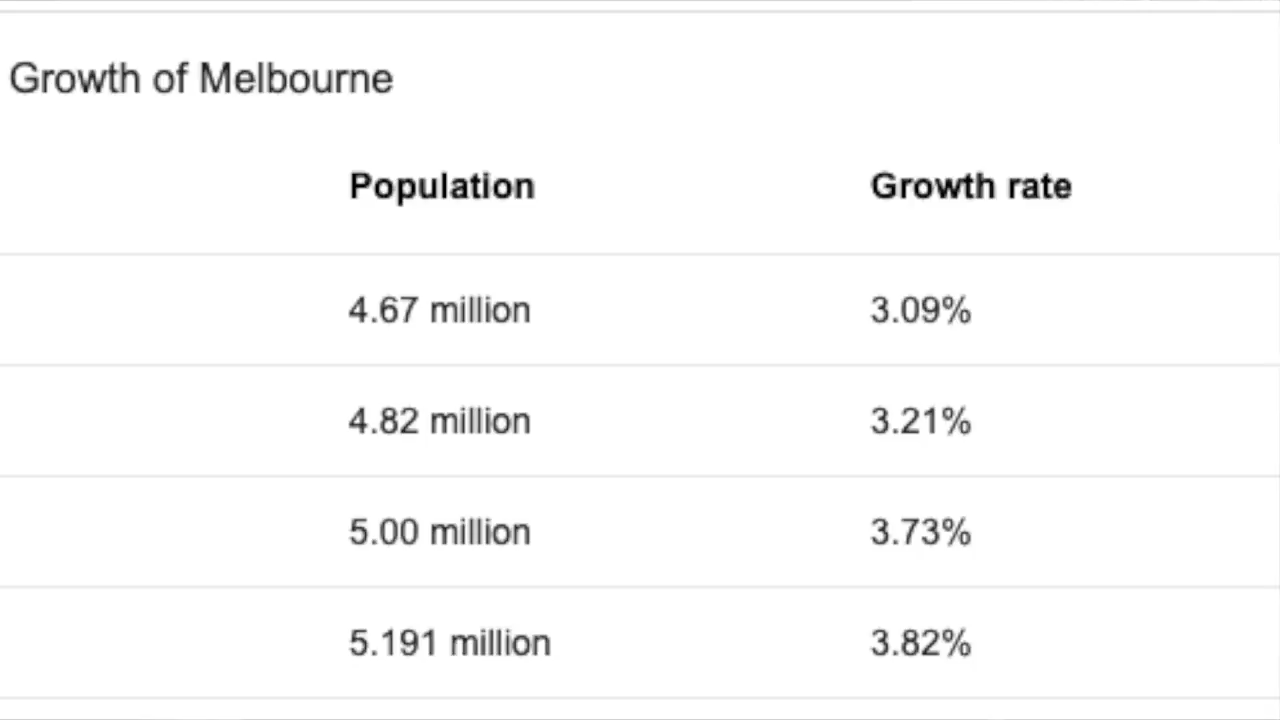 Growth of Melbourne
Population Growth rate
4.67 million 3.09%
4.82 million 3.21%
5.00 million 3.73%
5.191 million 3.82%